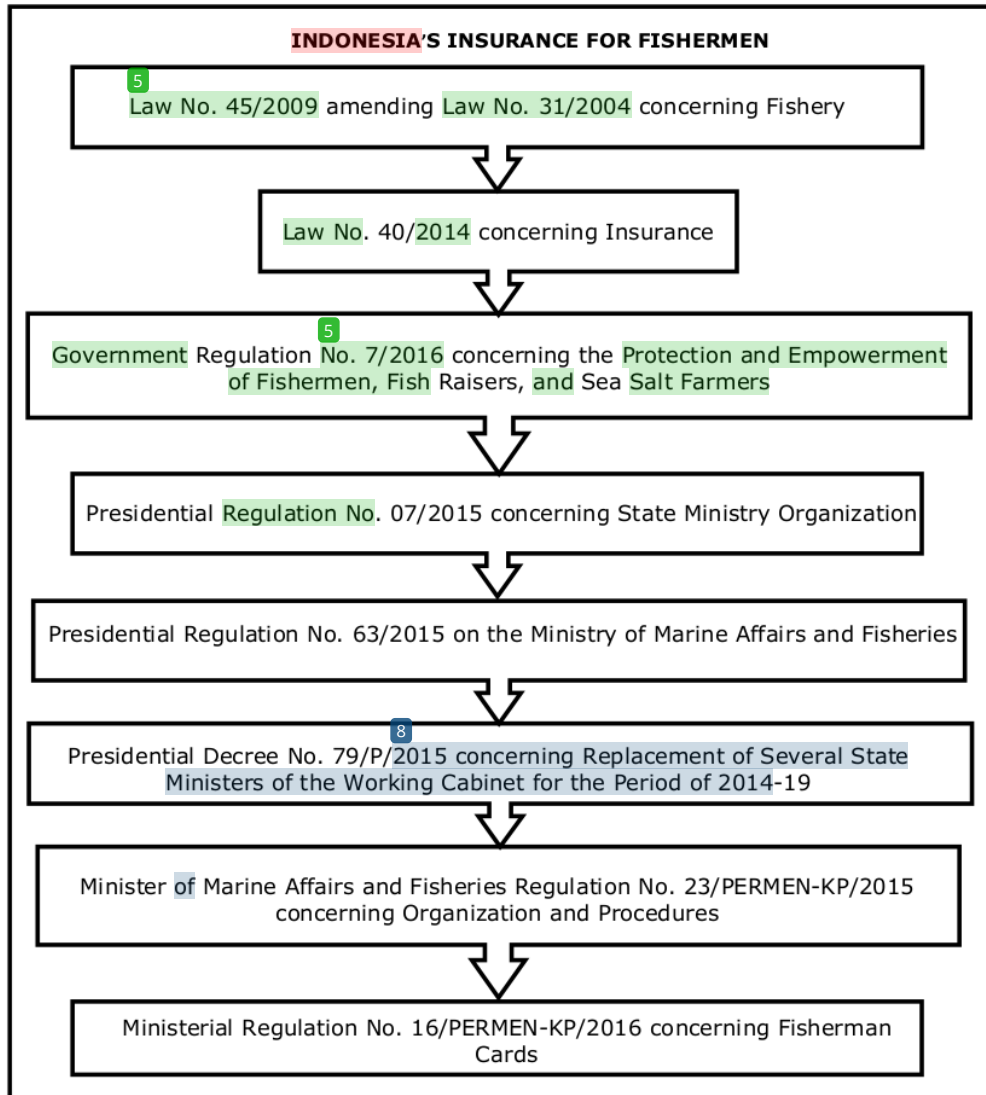 INDONESIA'S INSURANCE FOR FISHERMEN
5
Law No. 45/2009 amending Law No. 31/2004 concerning Fishery
Law No. 40/2014 concerning Insurance
5
Government Regulation No. 7/2016 concerning the Protection and Empowerment
of Fishermen, Fish Raisers, and Sea Salt Farmers
Presidential Regulation No. 07/2015 concerning State Ministry Organization
Presidential Regulation No. 63/2015 on the Ministry of Marine Affairs and Fisheries
8
Presidential Decree No. 79/P/2015 concerning Replacement of Several State
Ministers of the Working Cabinet for the Period of 2014-19
Minister of Marine Affairs and Fisheries Regulation No. 23/PERMEN-KP/2015
concerning Organization and Procedures
Ministerial Regulation No. 16/PERMEN-KP/2016 concerning Fisherman
Cards